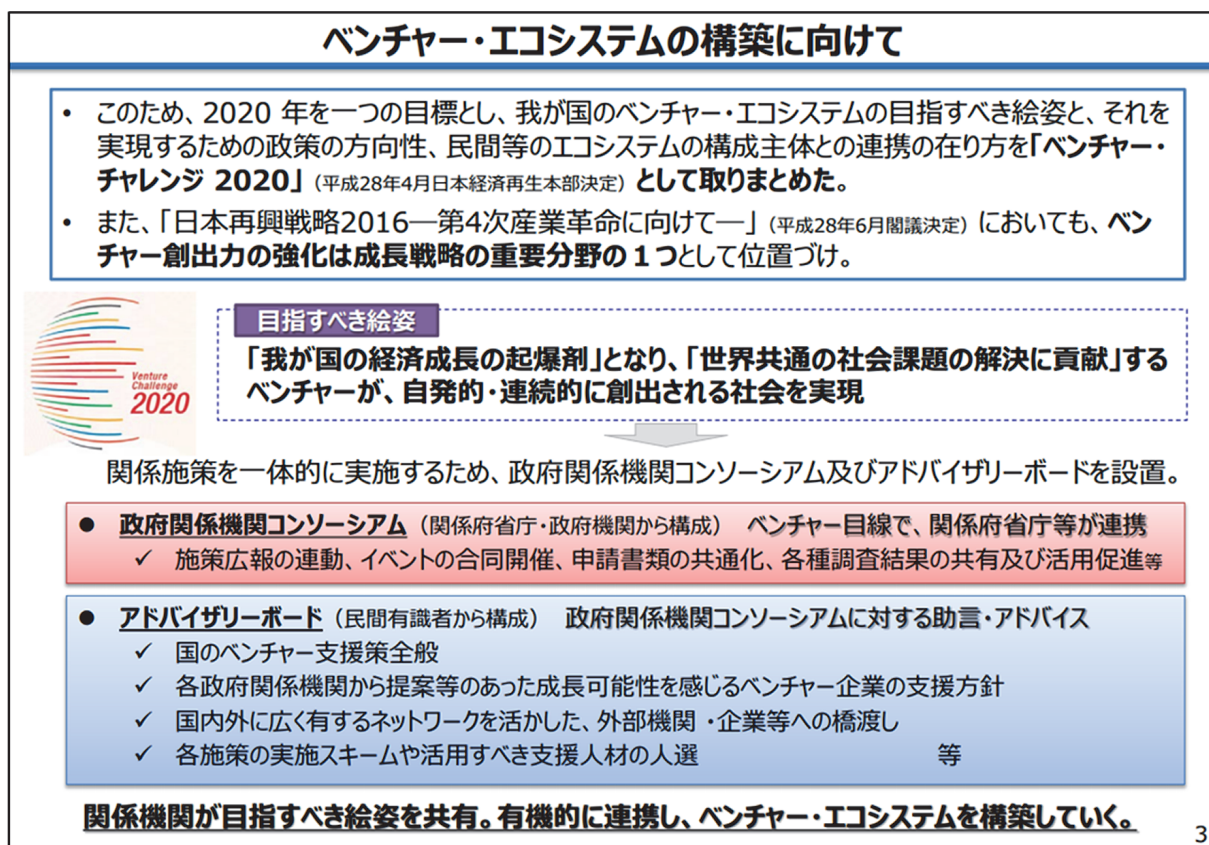 ベンチャー・エコシステムの構築に向けて
• このため、2020 年を一つの目標とし、我が国のベンチャー・エコシステムの目指すべき絵姿と、それを
実現するための政策の方向性、民間等のエコシステムの構成主体との連携の在り方を「ベンチャー・
チャレンジ 2020」（平成28年4月日本経済再生本部決定）として取りまとめた。
• また、「日本再興戦略2016―第4次産業革命に向けて―」（平成28年6月閣議決定）においても、ベン
チャー創出力の強化は成長戦略の重要分野の１つとして位置づけ。
Venture
Challenge
2020
目指すべき絵姿
「我が国の経済成長の起爆剤」となり、「世界共通の社会課題の解決に貢献」する
ベンチャーが、自発的・連続的に創出される社会を実現
関係施策を一体的に実施するため、政府関係機関コンソーシアム及びアドバイザリーボードを設置。
● 政府関係機関コンソーシアム（関係府省庁・政府機関から構成） ベンチャー目線で、関係府省庁等が連携
✓ 施策広報の連動、イベントの合同開催、申請書類の共通化、各種調査結果の共有及び活用促進等
● アドバイザリーボード（民間有識者から構成） 政府関係機関コンソーシアムに対する助言・アドバイス
✓ 国のベンチャー支援策全般
✓ 各政府関係機関から提案等のあった成長可能性を感じるベンチャー企業の支援方針
✓ 国内外に広く有するネットワークを活かした、外部機関・企業等への橋渡し
✓ 各施策の実施スキームや活用すべき支援人材の人選 等
関係機関が目指すべき絵姿を共有。有機的に連携し、ベンチャー・エコシステムを構築していく。
3